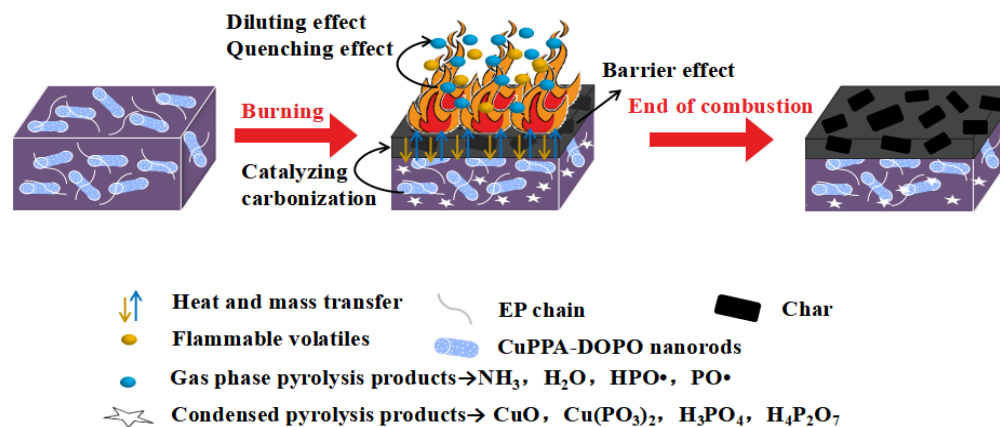 Diluting effect
Quenching effect
Barrier effect
Burning
End of combustion
Catalyzing
carbonization
Heat and mass transfer
EP chain
Char
Flammable volatiles
CuPPA-DOPO nanorods
Gas phase pyrolysis products→NH₃，H₂O，HPO•，PO•
Condensed pyrolysis products→ CuO，Cu(PO₃)₂，H₃PO₄，H₄P₂O₇